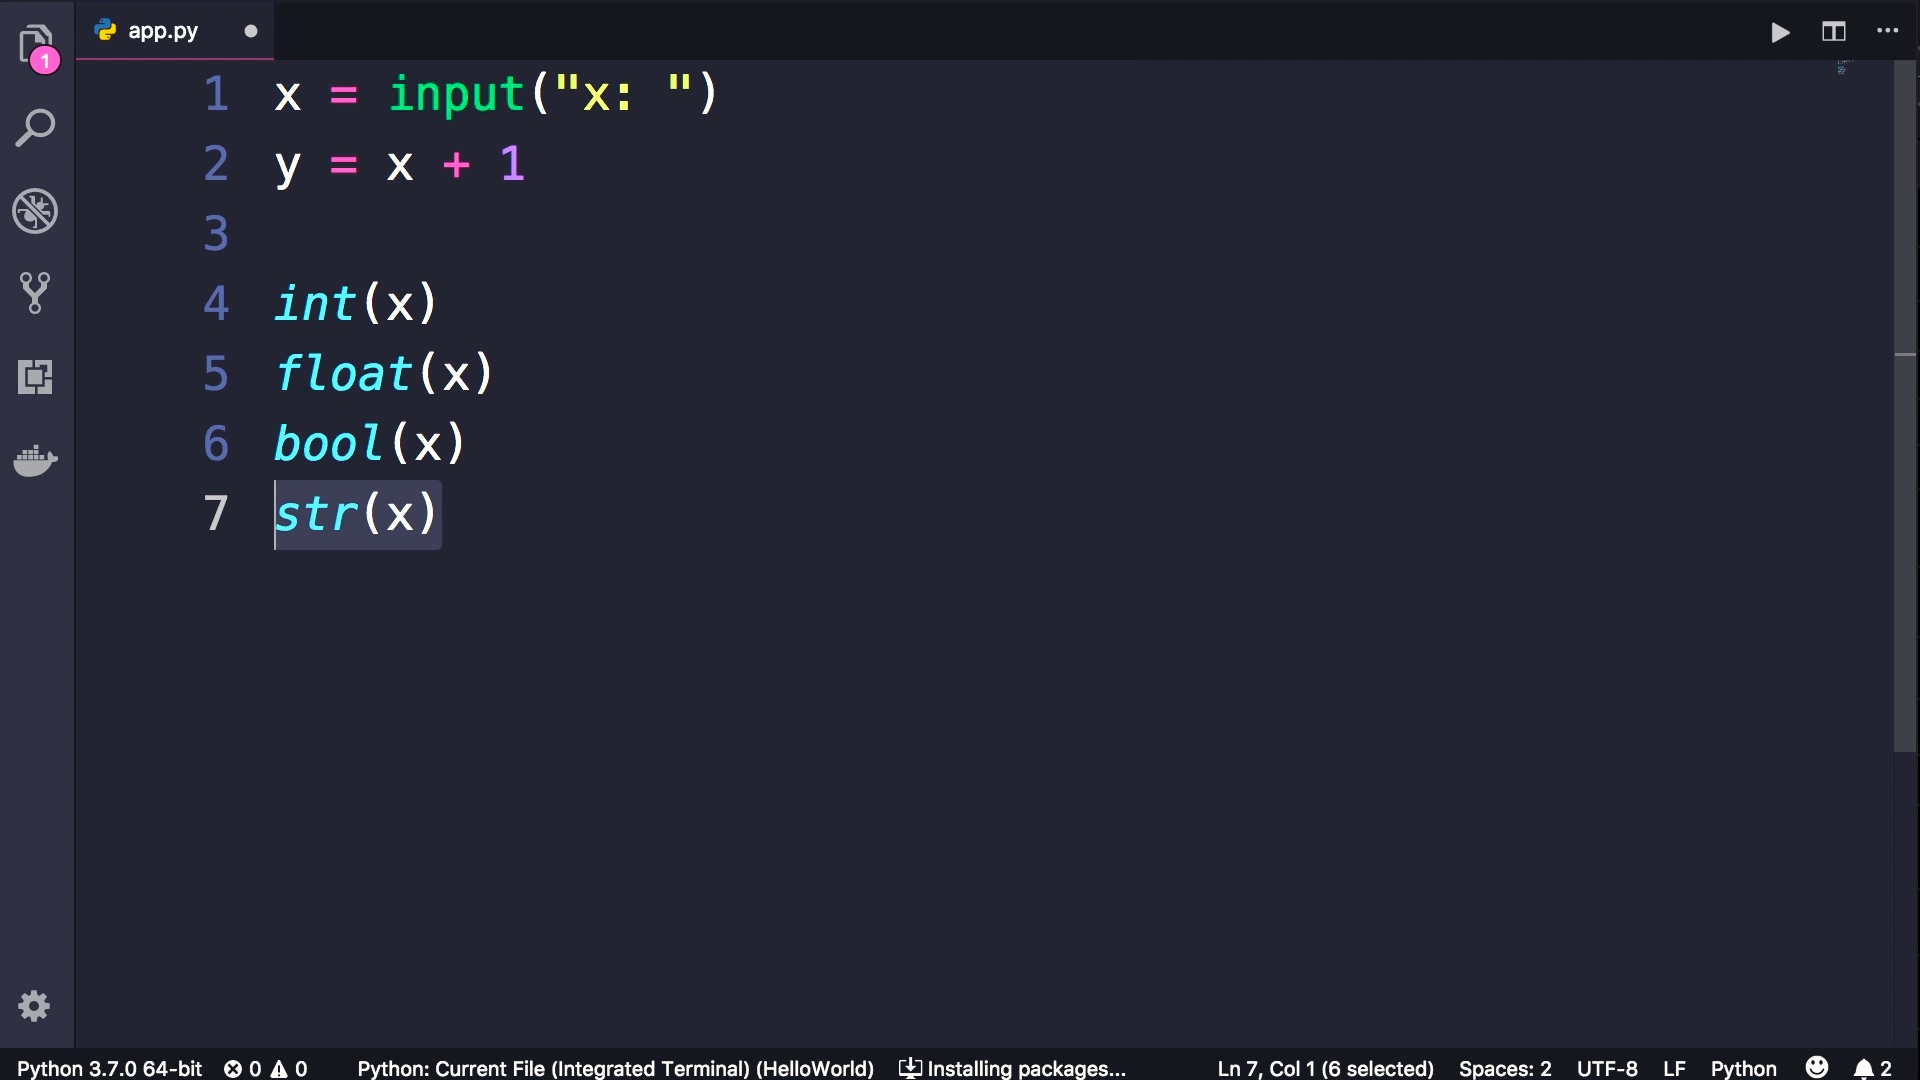 app.py
1
1 x = input("x: ")
2 y = x + 1
3
4 int(x)
5 float(x)
6 bool(x)
7 str(x)
Python 3.7.0 64-bit 0 0 Python: Current File (Integrated Terminal) (HelloWorld) Installing packages... Ln 7, Col 1 (6 selected) Spaces: 2 UTF-8 LF Python 2